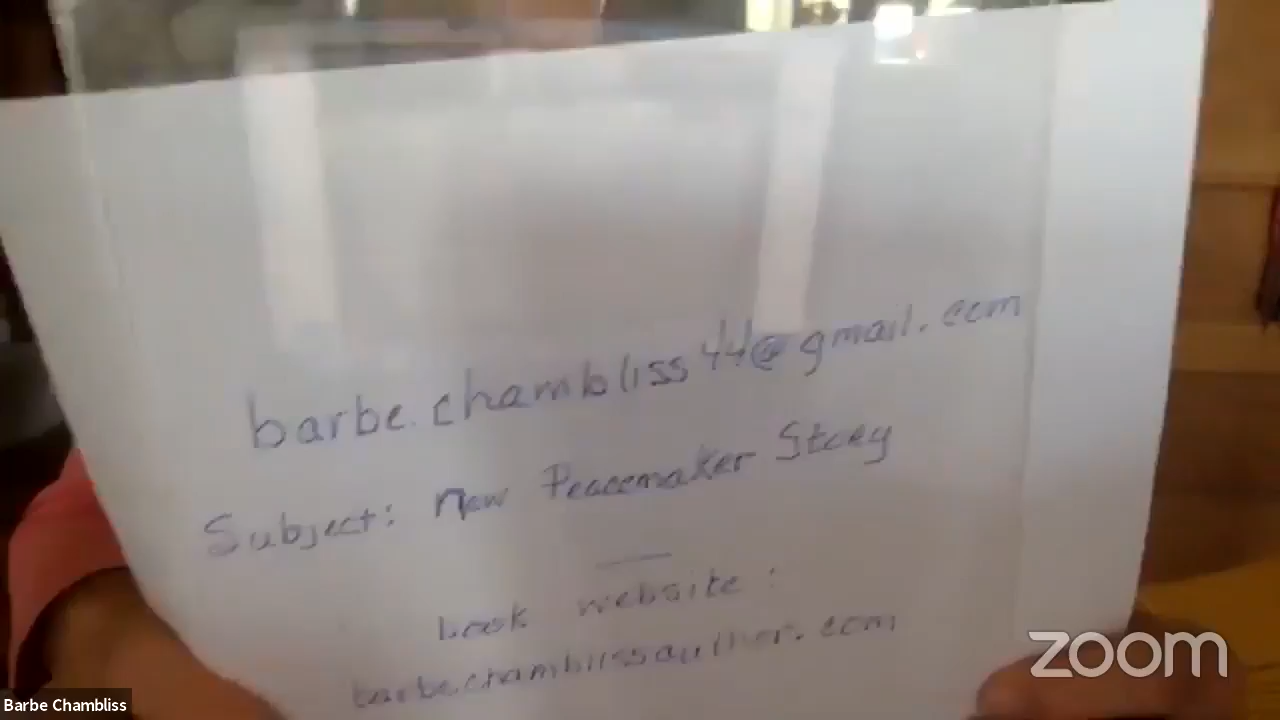 barbe.chambliss44@gmail.com
Subject: New Peacemaker Story
book website:
barbechamblissauthor.com
zoom
Barbe Chambliss